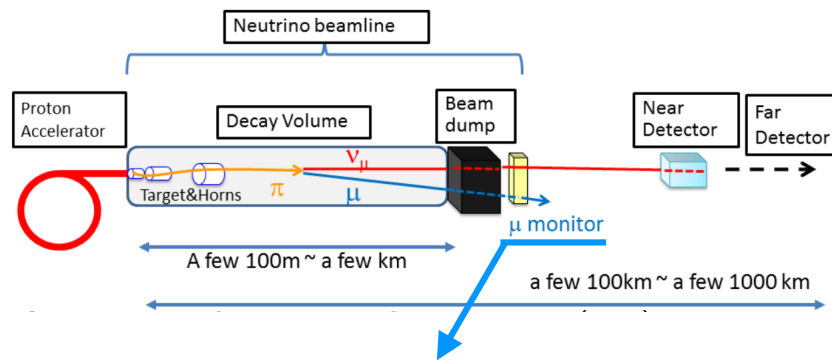 Neutrino beamline
Proton
Accelerator
Decay Volume
Beam
dump
Near
Detector
Far
Detector
Target&Horns
π
νμ
μ
μ monitor
A few 100m ~ a few km
a few 100km ~ a few 1000 km